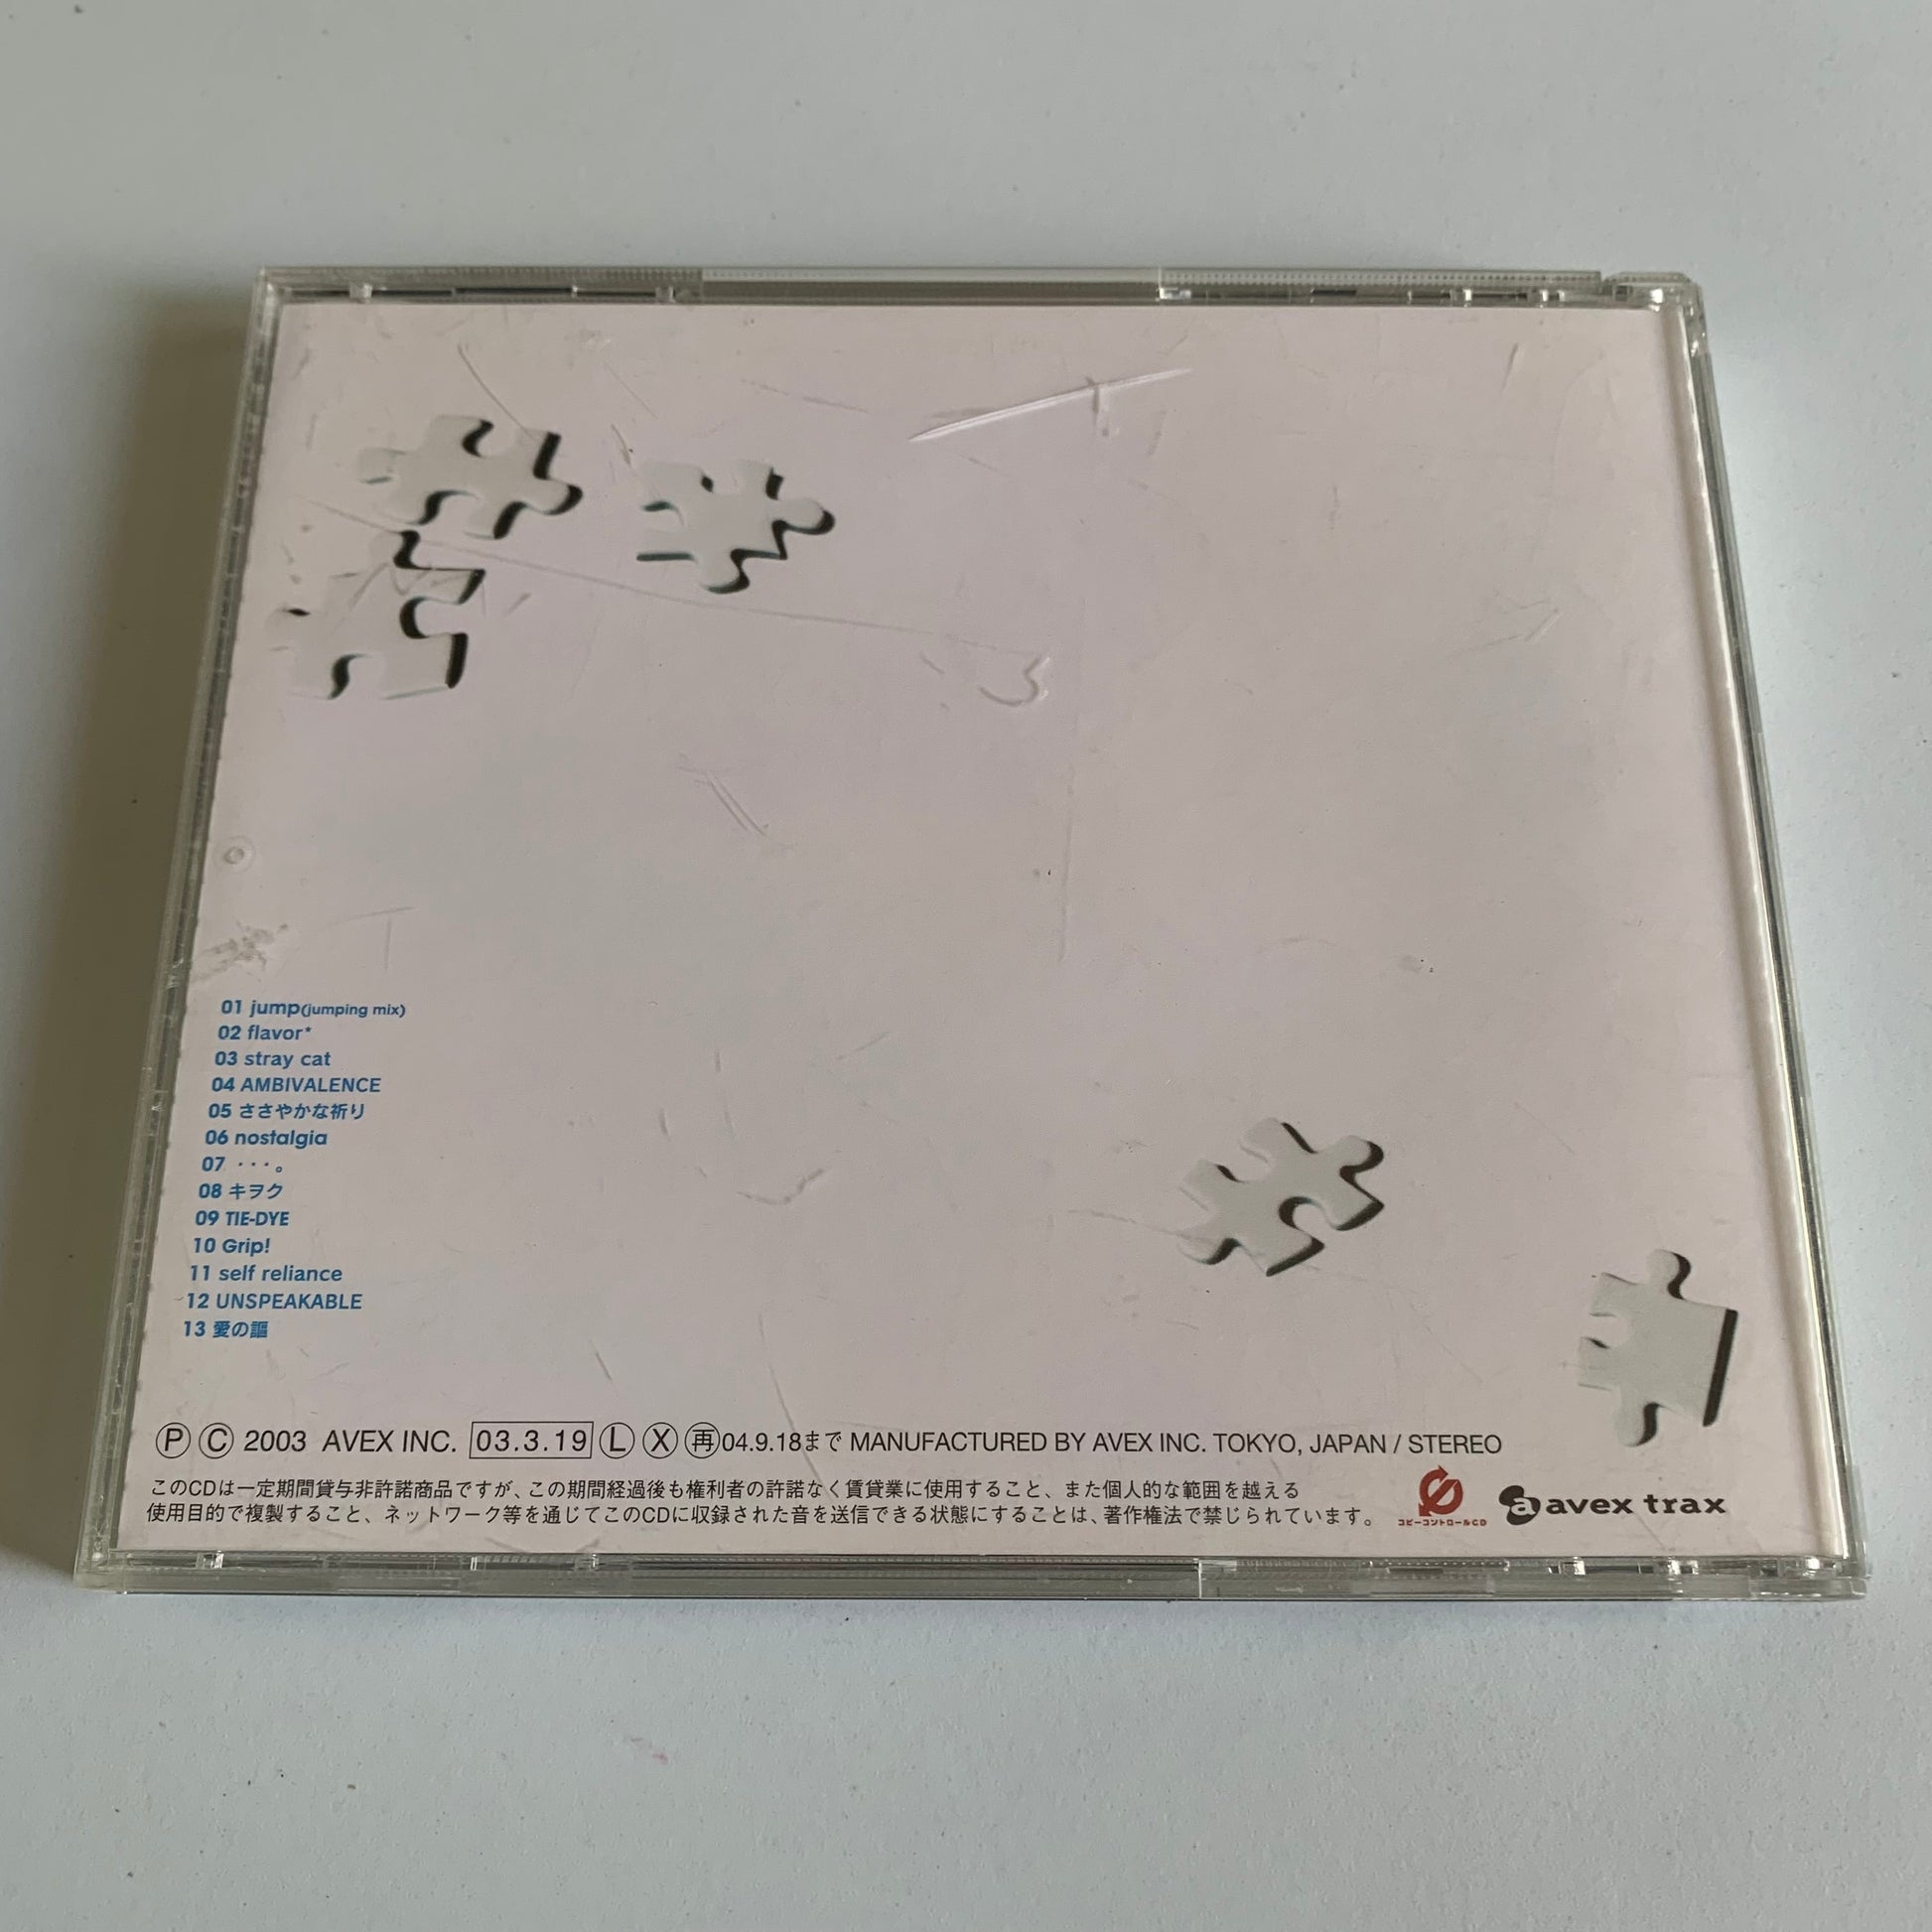 01 jump(jumping mix)
02 flavor*
03 stray cat
04 AMBIVALENCE
05 ささやかな祈り
06 nostalgia
07 ・・・。
08 キヲク
09 TIE-DYE
10 Grip!
11 self reliance
12 UNSPEAKABLE
13 愛の謳
Ⓟ Ⓒ 2003 AVEX INC. 03.3.19 Ⓛ Ⓧ 再 04.9.18まで MANUFACTURED BY AVEX INC. TOKYO, JAPAN / STEREO
このCDは一定期間貸与非許諾商品ですが、この期間経過後も権利者の許諾なく賃貸業に使用すること、また個人的な範囲を越える
使用目的で複製すること、ネットワーク等を通じてこのCDに収録された音を送信できる状態にすることは、著作権法で禁じられています。
コピーコントロールCD
a avex trax